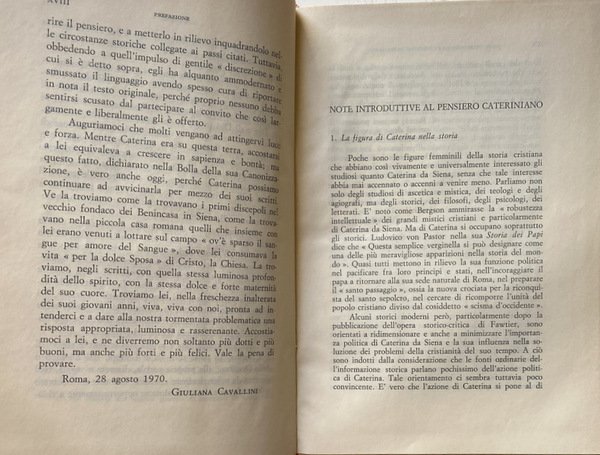 XVIII
PREFAZIONE
rire il pensiero, e a metterlo in rilievo inquadrandolo nel-
le circostanze storiche collegate ai passi citati. Tuttavia,
obbedendo a quell'impulso di gentile « discrezione » di
cui si è detto sopra, egli ha alquanto ammodernato e
smussato il linguaggio avendo spesso cura di riportare
in nota il testo originale, perché proprio nessuno debba
sentirsi scusato dal partecipare al convito che così lar-
gamente e liberalmente gli è offerto.
Auguriamoci che molti vengano ad attingervi luce
e forza. Mentre Caterina era su questa terra, accostarsi
a lei equivaleva a crescere in sapienza e bontà; ma
questo fatto, dichiarato nella Bolla della sua Canonizza-
zione, è vero anche oggi, perché Caterina possiamo
continuare ad avvicinarla per mezzo dei suoi scritti.
Ve la troviamo come la trovavano i primi discepoli nel
vecchio fondaco dei Benincasa in Siena, come la trova-
vano nella piccola casa romana quelli che insieme con
lei erano venuti a lottare sul campo « ov'è sparso il san-
gue per amore del Sangue », dove lei consumava la
vita « per la dolce Sposa » di Cristo, la Chiesa. La tro-
viamo, negli scritti, con quella stessa luminosa profon-
dità dello spirito, con la stessa dolce e forte maternità
del suo cuore. Troviamo lei, nella freschezza inalterata
dei suoi giovani anni, viva, viva con noi, pronta ad in-
tenderci e a dare alla nostra tormentata problematica una
risposta appropriata, luminosa e rasserenante. Accostia-
moci a lei, e ne diverremo non soltanto più dotti e più
buoni, ma anche più forti e più felici. Vale la pena di
provare.
Roma, 28 agosto 1970.
GIULIANA CAVALLINI
NOTE INTRODUTTIVE AL PENSIERO CATERINIANO
1. La figura di Caterina nella storia
Poche sono le figure femminili della storia cristiana
che abbiano così vivamente e universalmente interessato gli
studiosi quanto Caterina da Siena, senza che tale interesse
abbia mai accennato o accenni a venire meno. Parliamo non
solo degli studiosi di ascetica e mistica, dei teologi e degli
agiografi, ma degli storici, dei filosofi, degli psicologi, dei
letterati. E' noto come Bergson ammirasse la « robustezza
intellettuale » dei grandi mistici cristiani e particolarmente
di Caterina da Siena. Ma di Caterina si occupano soprattutto
gli storici. Ludovico von Pastor nella sua Storia dei Papi
dice che « Questa semplice verginella si può designare come
una delle più meravigliose apparizioni nella storia del mon-
do ». Quasi tutti mettono in rilievo la sua funzione politica
nel pacificare fra loro principi e stati, nell'incoraggiare il
papa a ritornare alla sua sede naturale di Roma, nel preparare
il « santo passaggio », ossia la nuova crociata per la riconqui-
sta del santo sepolcro, nel cercare di ricomporre l'unità del
popolo cristiano diviso dal cosiddetto « scisma d'occidente ».
Alcuni storici moderni però, particolarmente dopo la
pubblicazione dell'opera storico-critica di Fawtier, sono
orientati a ridimensionare e anche a minimizzare l'importan-
za politica di Caterina da Siena e la sua influenza nella so-
luzione dei problemi della cristianità del suo tempo. A ciò
sono indotti dalla considerazione che le fonti ordinarie del-
l'informazione storica parlano pochissimo dell'azione politi-
ca di Caterina. Tale orientamento ci sembra tuttavia poco
convincente. E' vero che l'azione di Caterina si pone al di